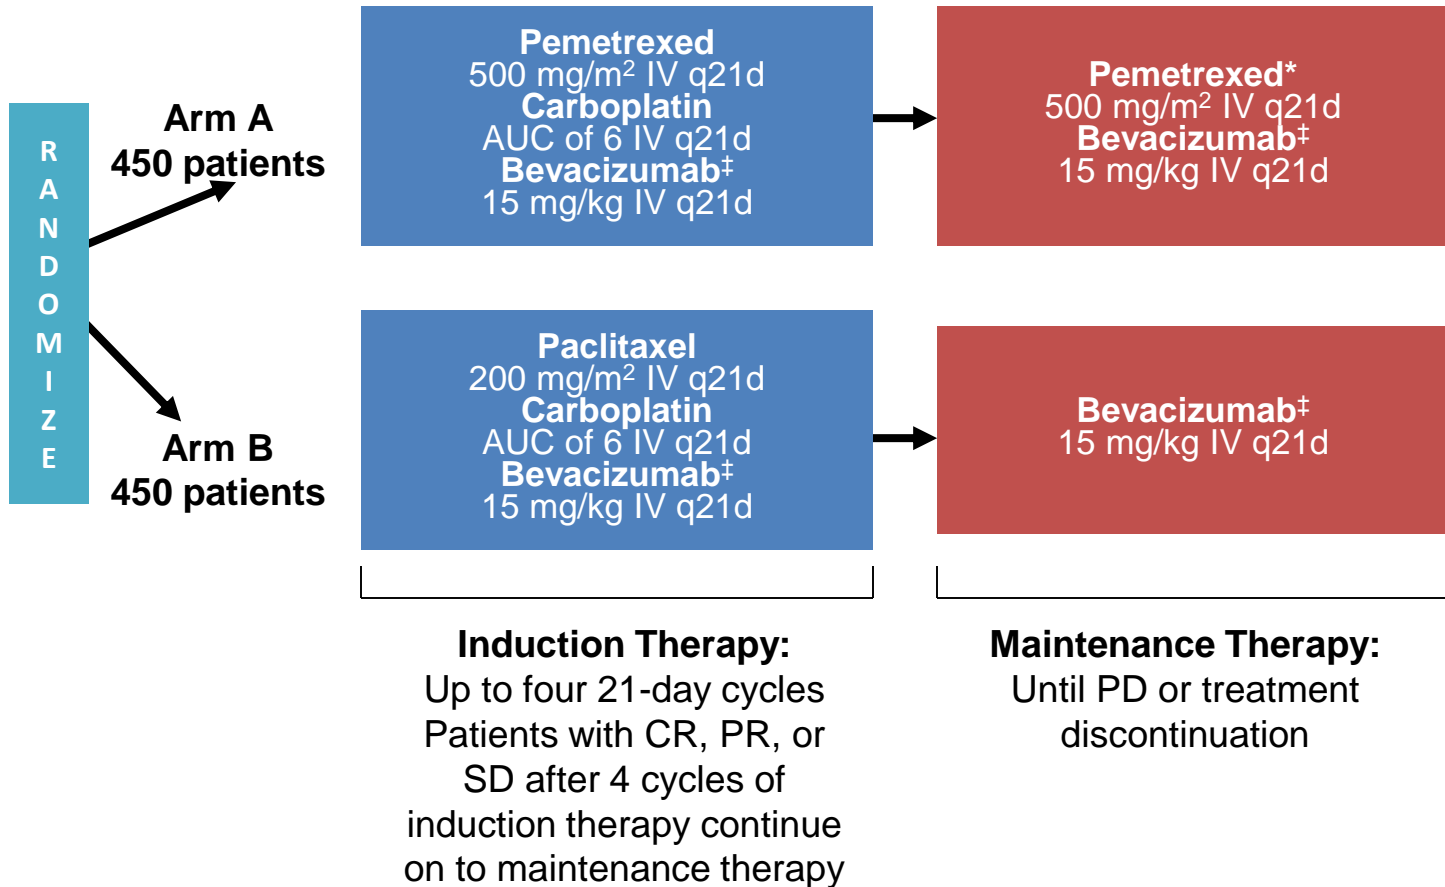 RANDOMIZE
Arm A
450 patients
Pemetrexed
500 mg/m² IV q21d
Carboplatin
AUC of 6 IV q21d
Bevacizumab‡
15 mg/kg IV q21d
Pemetrexed*
500 mg/m² IV q21d
Bevacizumab‡
15 mg/kg IV q21d
Arm B
450 patients
Paclitaxel
200 mg/m² IV q21d
Carboplatin
AUC of 6 IV q21d
Bevacizumab‡
15 mg/kg IV q21d
Bevacizumab‡
15 mg/kg IV q21d
Induction Therapy:
Up to four 21-day cycles
Patients with CR, PR, or
SD after 4 cycles of
induction therapy continue
on to maintenance therapy
Maintenance Therapy:
Until PD or treatment
discontinuation